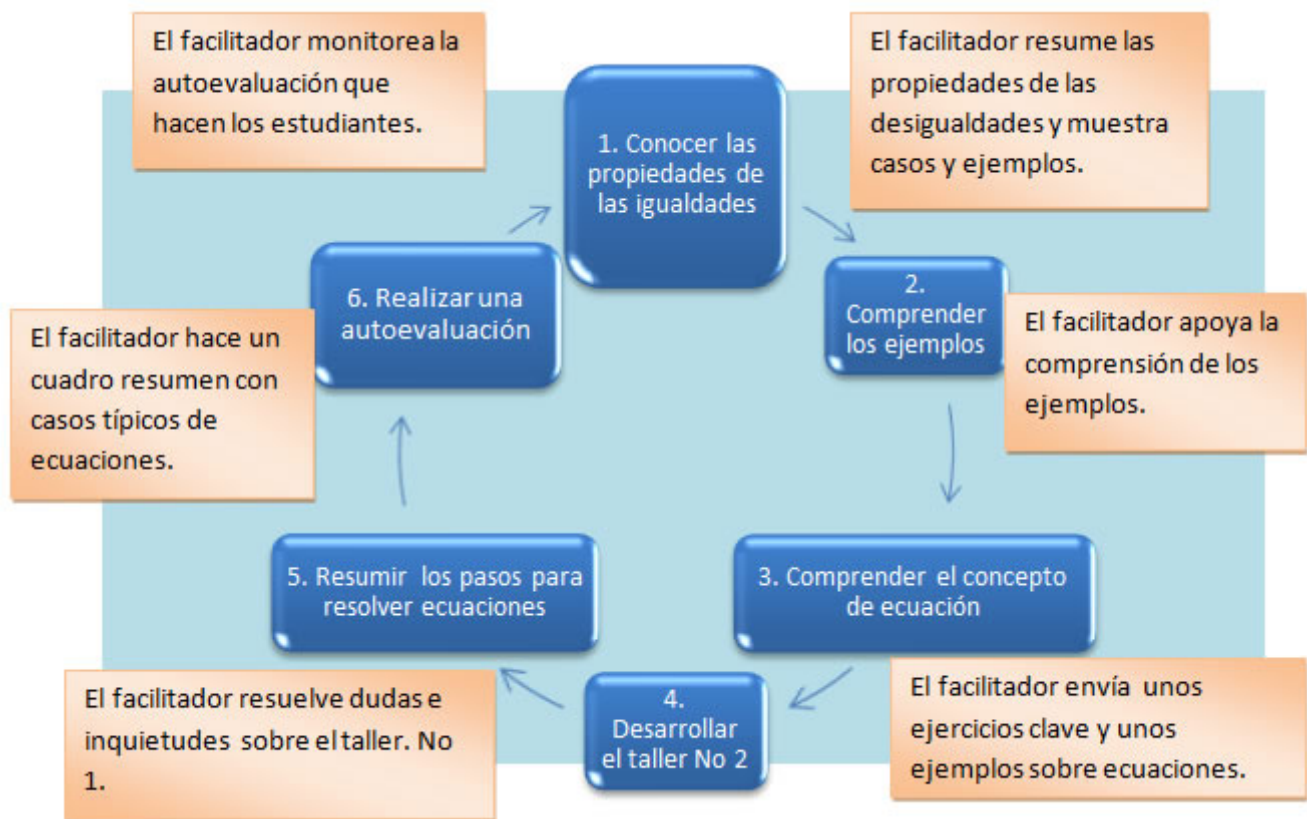 El facilitador monitorea la
autoevaluación que
hacen los estudiantes.
1. Conocer las
propiedades de
las igualdades
El facilitador resume las
propiedades de las
desigualdades y muestra
casos y ejemplos.
2.
Comprender
los ejemplos
El facilitador apoya la
comprensión de los
ejemplos.
3. Comprender el concepto
de ecuación
El facilitador envía unos
ejercicios clave y unos
ejemplos sobre ecuaciones.
4.
Desarrollar
el taller No 2
El facilitador resuelve dudas e
inquietudes sobre el taller. No
1.
5. Resumir los pasos para
resolver ecuaciones
El facilitador hace un
cuadro resumen con
casos típicos de
ecuaciones.
6. Realizar una
autoevaluación